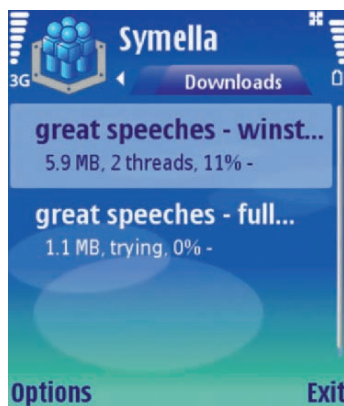 Symella
3G
Downloads
great speeches - winst...
5.9 MB, 2 threads, 11% -
great speeches - full...
1.1 MB, trying, 0% -
Options
Exit